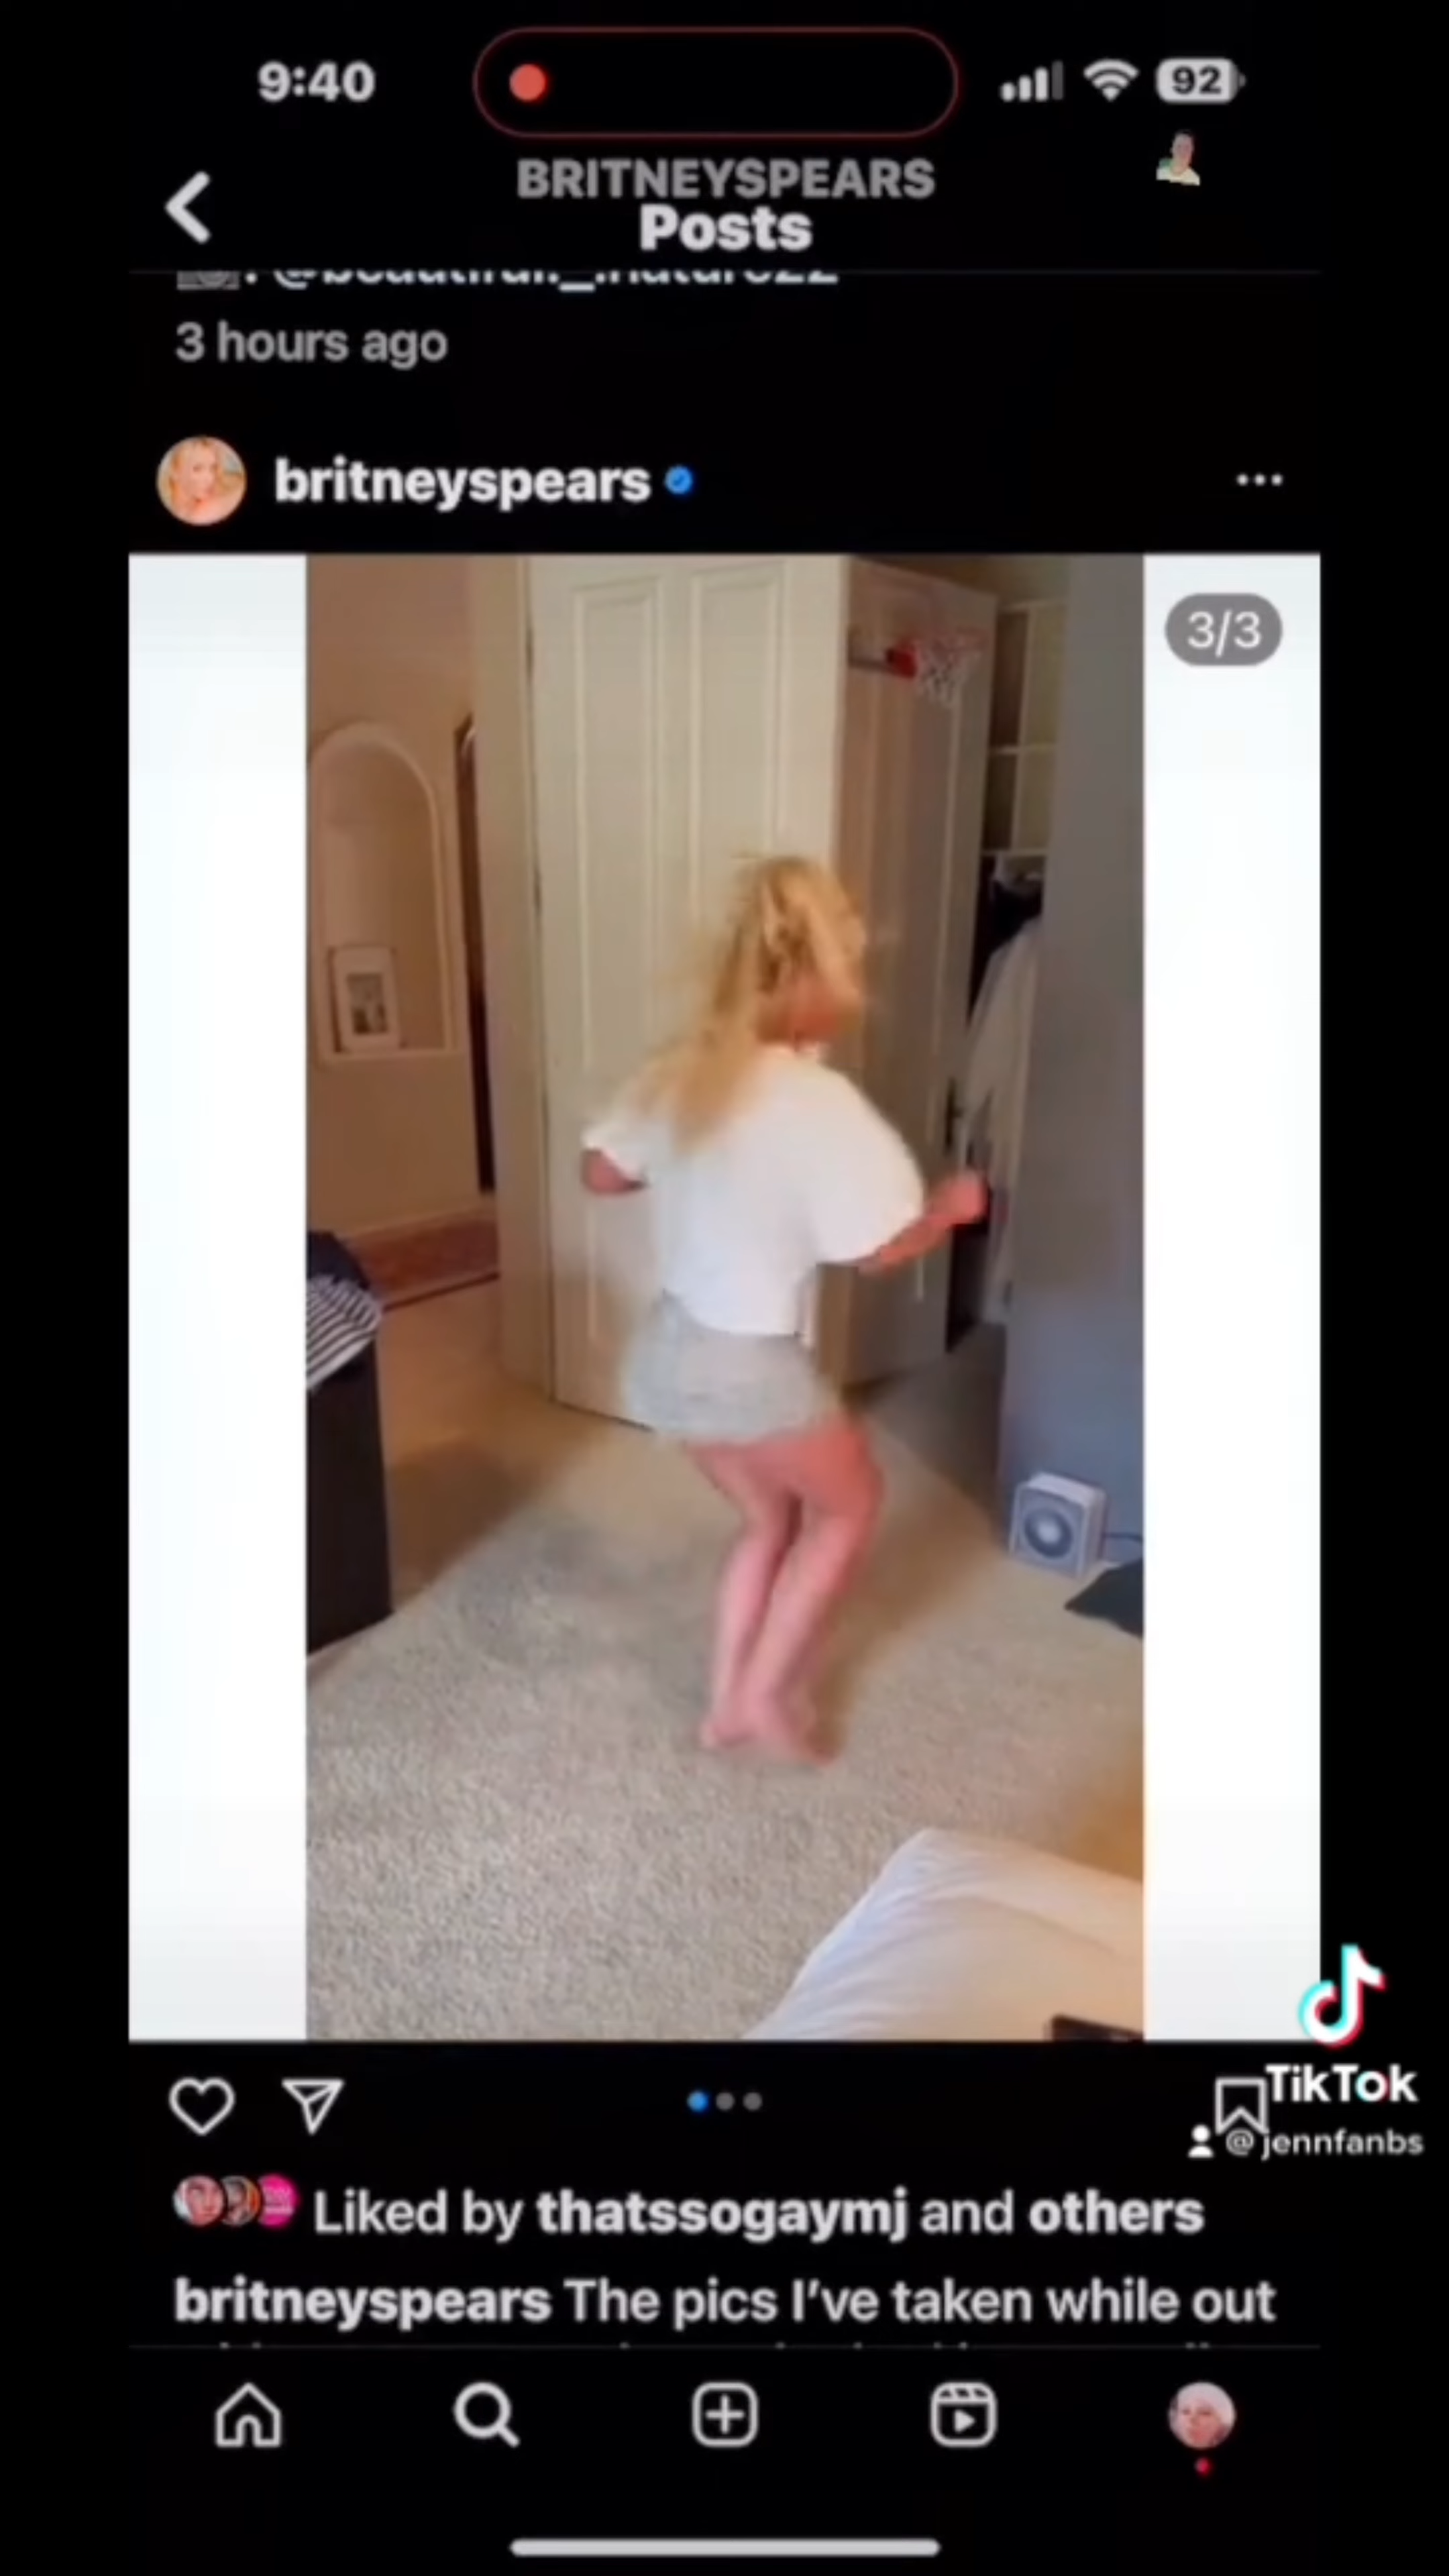 9:40
92
BRITNEYSPEARS
Posts
3 hours ago
britneyspears
3/3
TikTok
@jennfanbs
Liked by thatssogaymj and others
britneyspears The pics I’ve taken while out